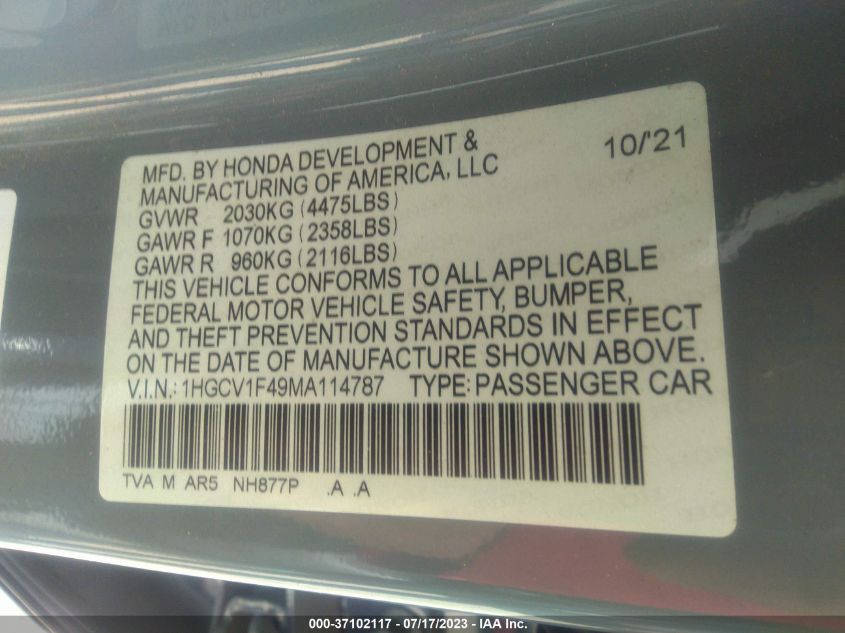 MFD. BY HONDA DEVELOPMENT & 10/'21
MANUFACTURING OF AMERICA, LLC
GVWR 2030KG (4475LBS)
GAWR F 1070KG (2358LBS)
GAWR R 960KG (2116LBS)
THIS VEHICLE CONFORMS TO ALL APPLICABLE
FEDERAL MOTOR VEHICLE SAFETY, BUMPER,
AND THEFT PREVENTION STANDARDS IN EFFECT
ON THE DATE OF MANUFACTURE SHOWN ABOVE.
V.I.N.: 1HGCV1F49MA114787 TYPE: PASSENGER CAR
TVA M AR5 NH877P .A .A
000-37102117 - 07/17/2023 - IAA Inc.